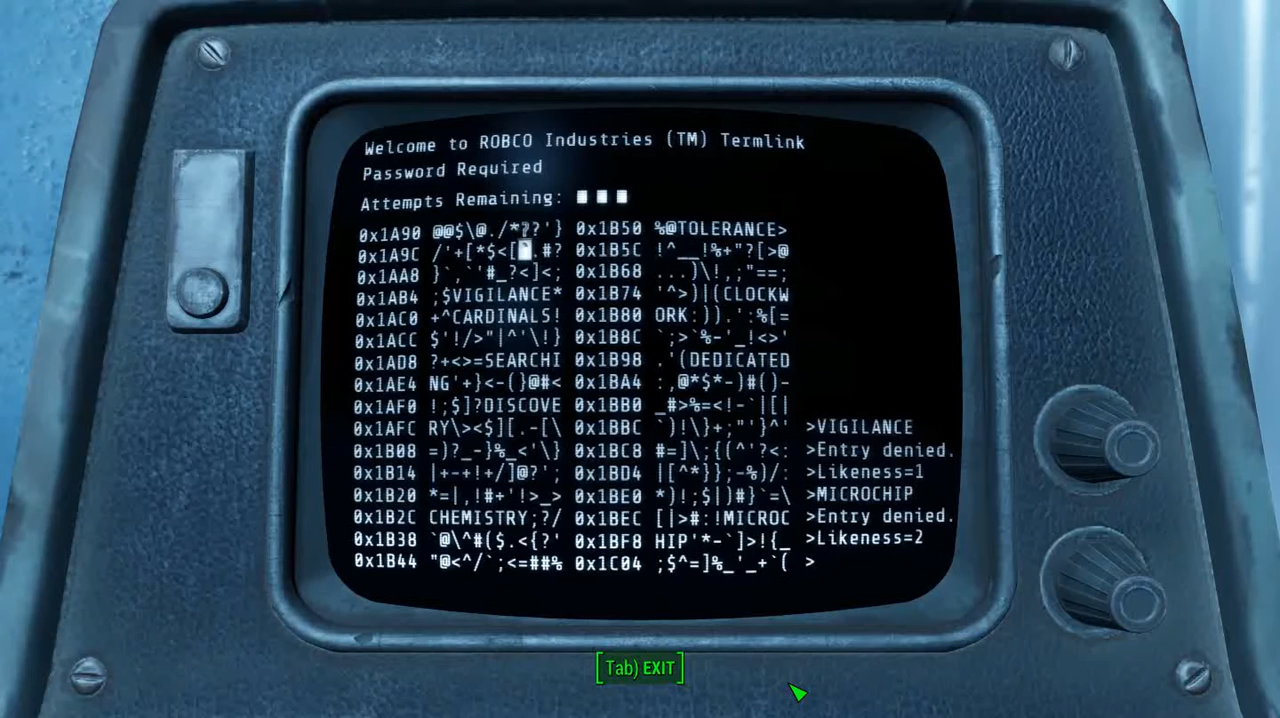 Welcome to ROBCO Industries (TM) Termlink
Password Required
Attempts Remaining: ■ ■ ■
0x1A90 @@$\@./*??'} 0x1B50 %@TOLERANCE>
0x1A9C /'+[*$<[`.#? 0x1B5C !^__!%+"?[>@
0x1AA8 }`,`'#_?<]<; 0x1B68 ...)\!,;"==;
0x1AB4 ;$VIGILANCE* 0x1B74 '^>)|(CLOCKW
0x1AC0 +^CARDINALS! 0x1B80 ORK:)).':%[=
0x1ACC $'!/>"|^'\!} 0x1B8C `;>`%-'_!<>'
0x1AD8 ?+<>=SEARCHI 0x1B98 .'(DEDICATED
0x1AE4 NG'+}<-(}@#< 0x1BA4 :,@*$*-)#()-
0x1AF0 !;$]?DISCOVE 0x1BB0 _#>%=<!-`|[|
0x1AFC RY\><$][.-[\ 0x1BBC `)!\}+;"'}^' >VIGILANCE
0x1B08 =)?_-}%_<'\} 0x1BC8 #=]\;{(^'?<: >Entry denied.
0x1B14 |+-+!+/]@?'; 0x1BD4 |[^*}};-%)/: >Likeness=1
0x1B20 *=|,!#+'!>_> 0x1BE0 *)!;$|)#}`=\ >MICROCHIP
0x1B2C CHEMISTRY;?/ 0x1BEC [|>#:!MICROC >Entry denied.
0x1B38 `@\^#($.<{?' 0x1BF8 HIP'*-`]>!{_ >Likeness=2
0x1B44 "@<^/`;<=##% 0x1C04 ;$^=]%_'_+`( >
[Tab) EXIT]